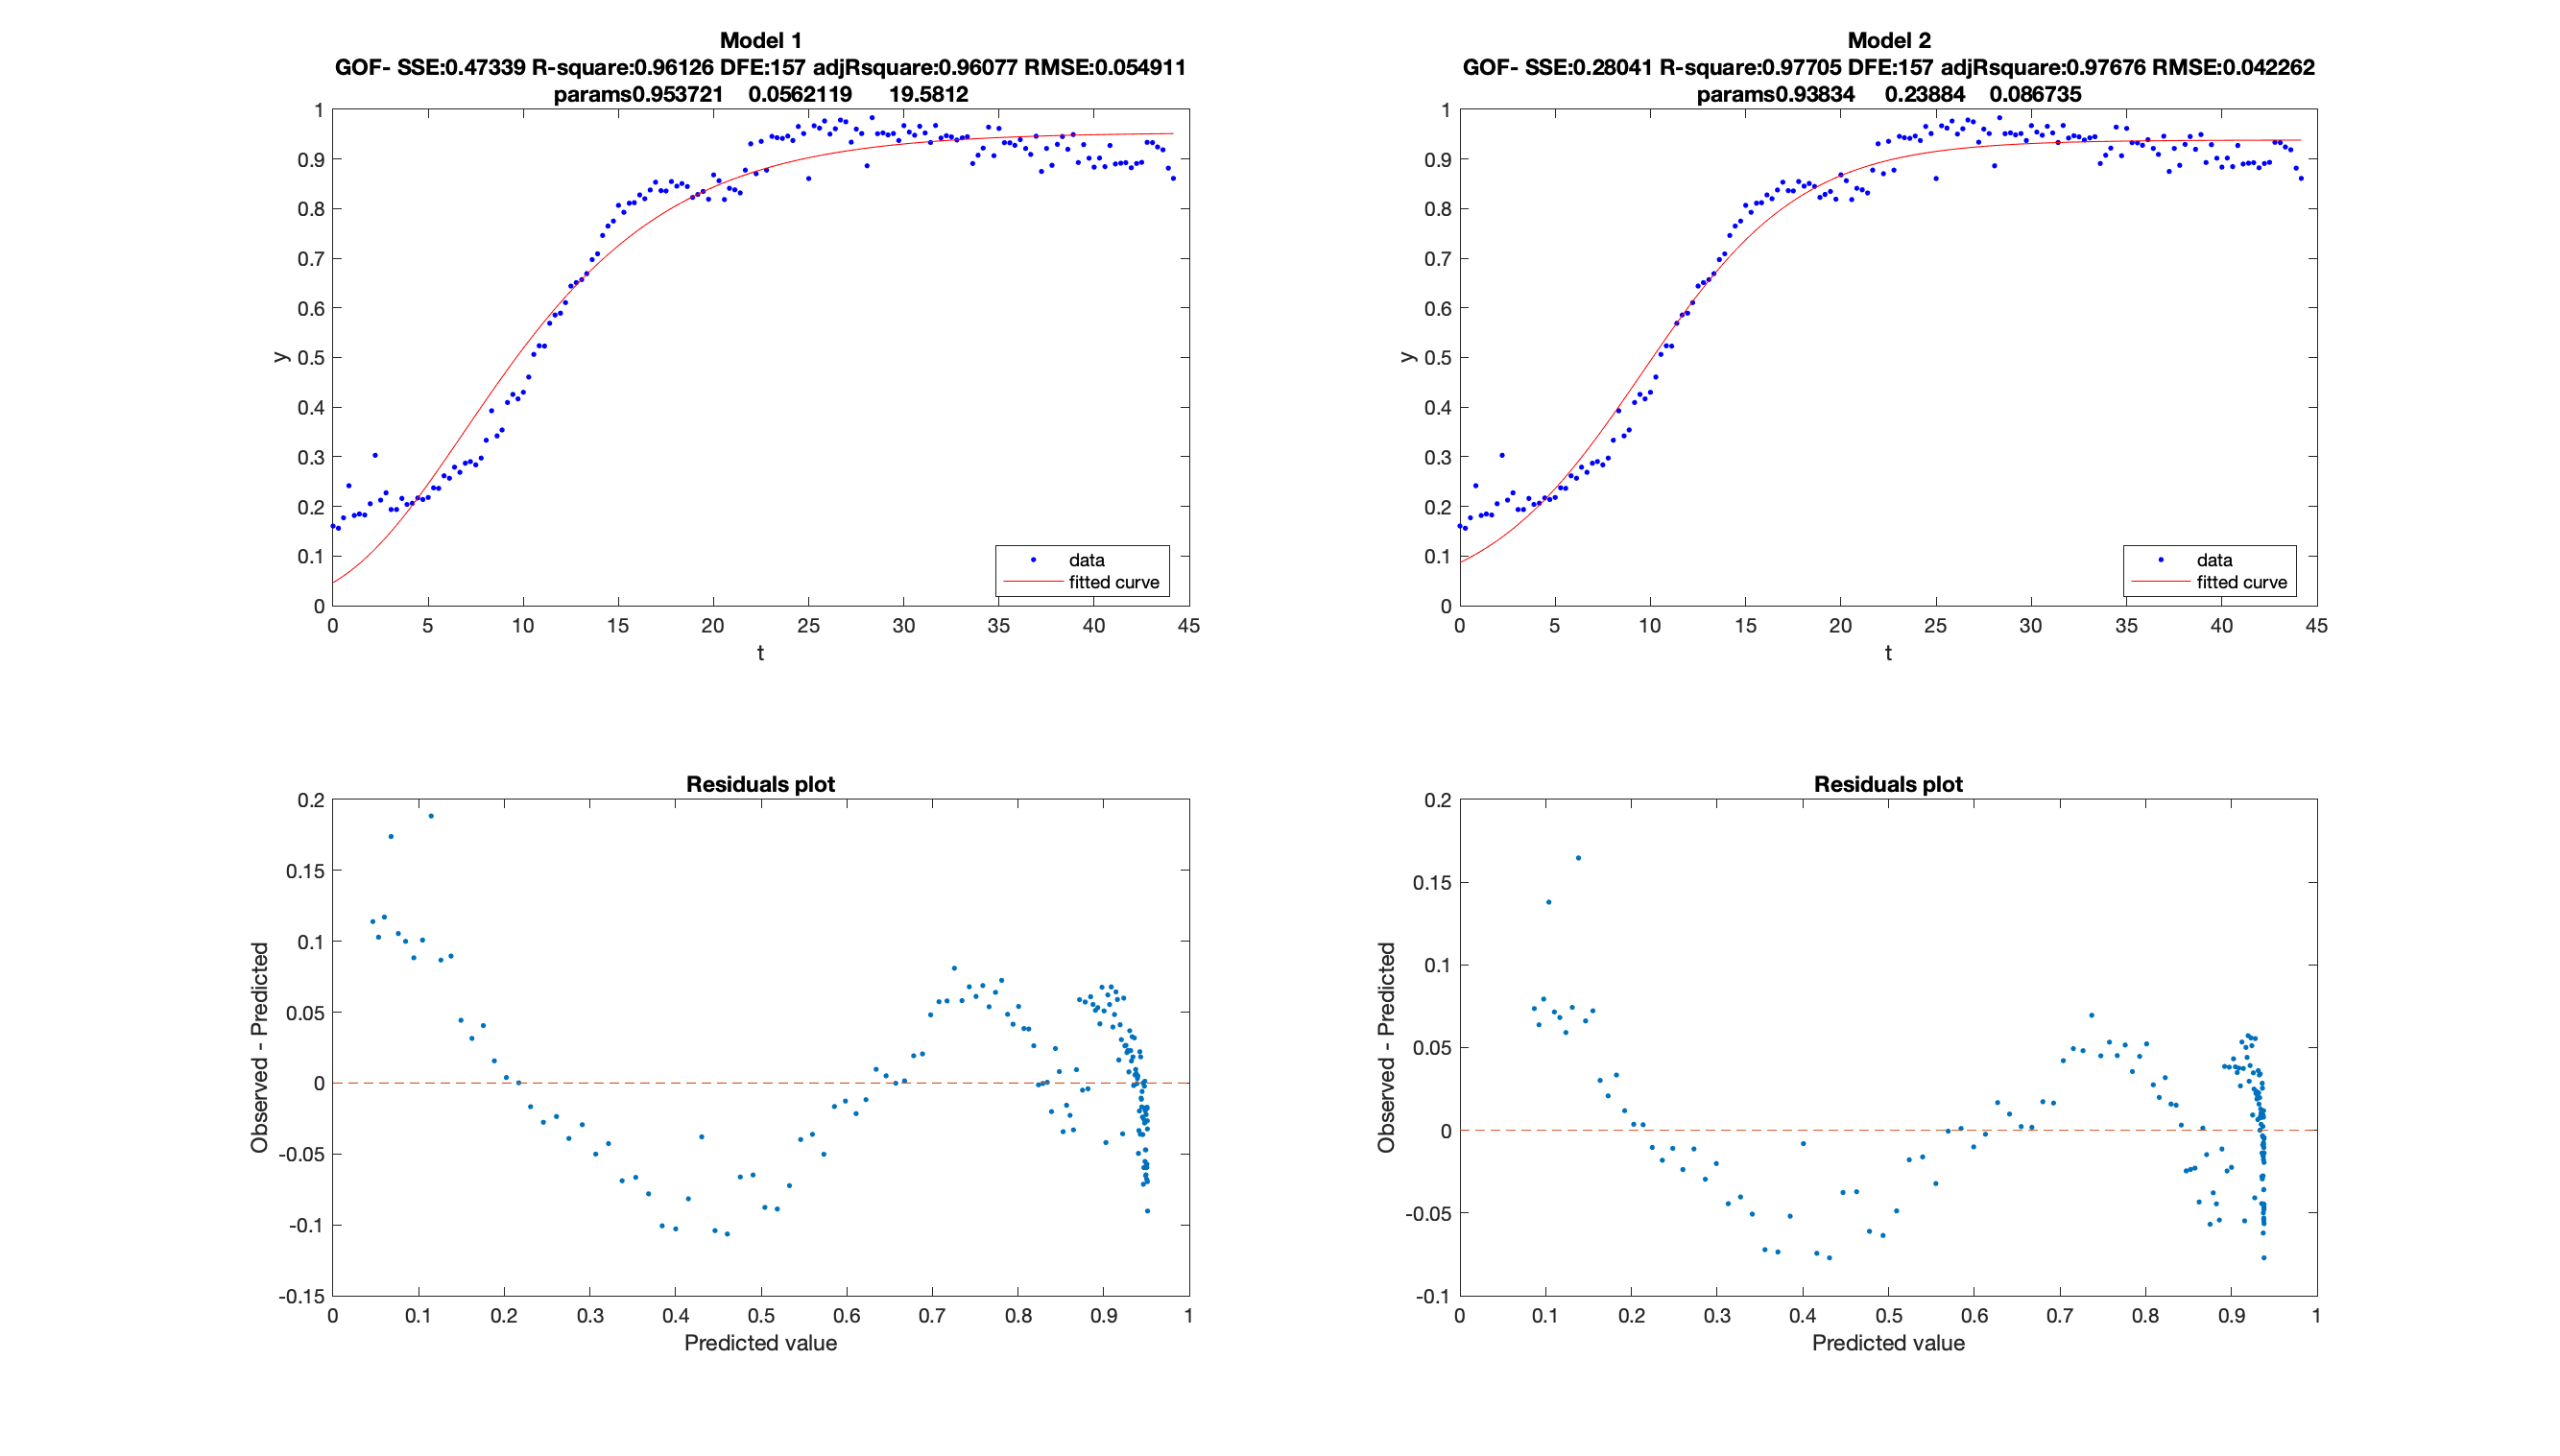 Model 1
GOF- SSE:0.47339 R-square:0.96126 DFE:157 adjRsquare:0.96077 RMSE:0.054911
params0.953721 0.0562119 19.5812
1
0.9
0.8
0.7
0.6
0.5
0.4
0.3
0.2
0.1
0
y
data
fitted curve
0 5 10 15 20 25 30 35 40 45
t
Model 2
GOF- SSE:0.28041 R-square:0.97705 DFE:157 adjRsquare:0.97676 RMSE:0.042262
params0.93834 0.23884 0.086735
1
0.9
0.8
0.7
0.6
0.5
0.4
0.3
0.2
0.1
0
y
data
fitted curve
0 5 10 15 20 25 30 35 40 45
t
Residuals plot
0.2
0.15
0.1
0.05
0
-0.05
-0.1
-0.15
Observed - Predicted
0 0.1 0.2 0.3 0.4 0.5 0.6 0.7 0.8 0.9 1
Predicted value
Residuals plot
0.2
0.15
0.1
0.05
0
-0.05
-0.1
Observed - Predicted
0 0.1 0.2 0.3 0.4 0.5 0.6 0.7 0.8 0.9 1
Predicted value